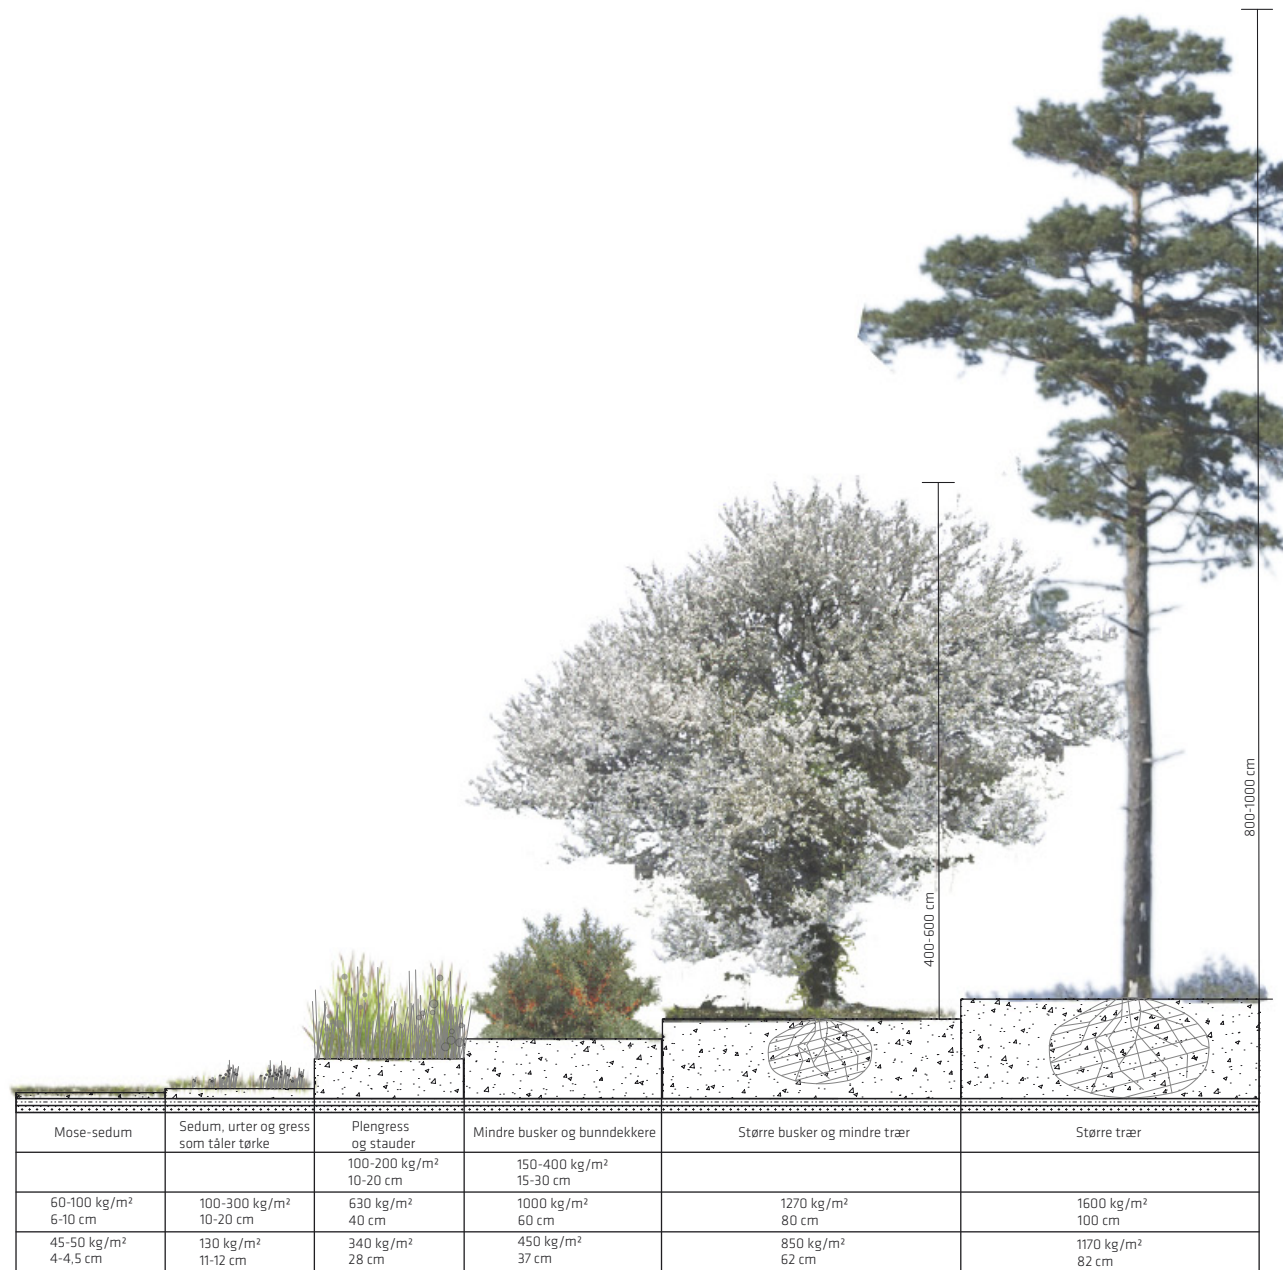 800-1000 cm
400-600 cm
Mose-sedum
Sedum, urter og gress
som tåler tørke
Plengress
og stauder
Mindre busker og bunndekkere
Større busker og mindre trær
Større trær
100-200 kg/m²
10-20 cm
150-400 kg/m²
15-30 cm
60-100 kg/m²
6-10 cm
100-300 kg/m²
10-20 cm
630 kg/m²
40 cm
1000 kg/m²
60 cm
1270 kg/m²
80 cm
1600 kg/m²
100 cm
45-50 kg/m²
4-4,5 cm
130 kg/m²
11-12 cm
340 kg/m²
28 cm
450 kg/m²
37 cm
850 kg/m²
62 cm
1170 kg/m²
82 cm